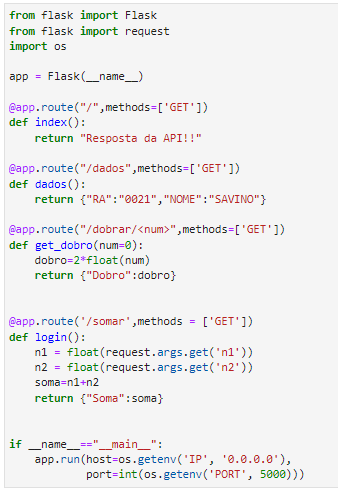 from flask import Flask
from flask import request
import os

app = Flask(__name__)

@app.route("/",methods=['GET'])
def index():
    return "Resposta da API!!"

@app.route("/dados",methods=['GET'])
def dados():
    return {"RA":"0021","NOME":"SAVINO"}

@app.route("/dobrar/<num>",methods=['GET'])
def get_dobro(num=0):
    dobro=2*float(num)
    return {"Dobro":dobro}


@app.route('/somar',methods = ['GET'])
def login():
    n1 = float(request.args.get('n1'))
    n2 = float(request.args.get('n2'))
    soma=n1+n2
    return {"Soma":soma}


if __name__=="__main__":
    app.run(host=os.getenv('IP', '0.0.0.0'),
            port=int(os.getenv('PORT', 5000)))